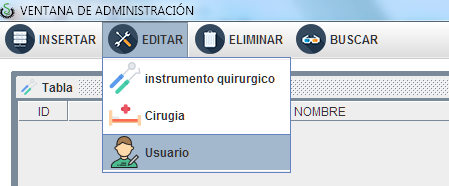 VENTANA DE ADMINISTRACIÓN
INSERTAR EDITAR ELIMINAR BUSCAR
instrumento quirurgico
Cirugia
Usuario
Tabla
ID NOMBRE